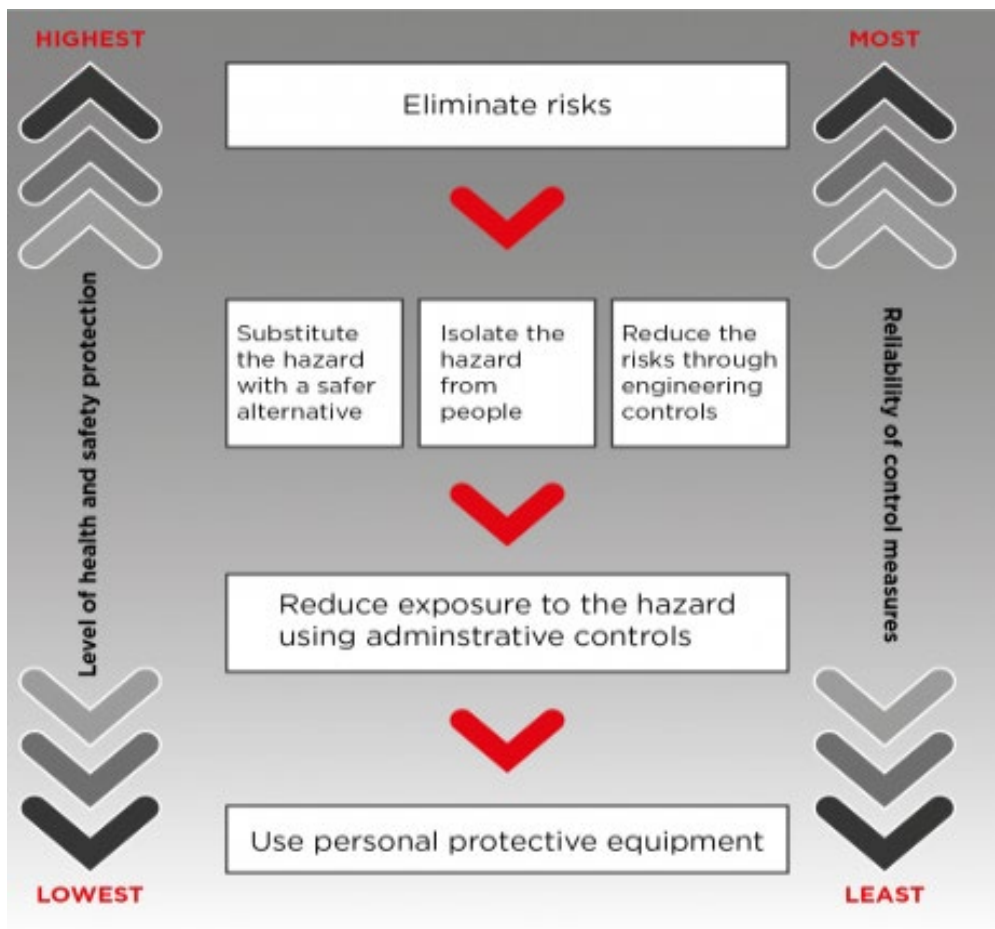 HIGHEST
MOST
Eliminate risks
Substitute
the hazard
with a safer
alternative
Isolate the
hazard
from
people
Reduce the
risks through
engineering
controls
Level of health and safety protection
Reliability of control measures
Reduce exposure to the hazard
using adminstrative controls
Use personal protective equipment
LOWEST
LEAST